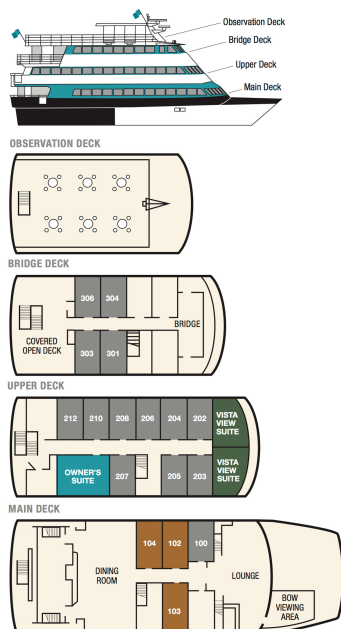 Observation Deck
Bridge Deck
Upper Deck
Main Deck
OBSERVATION DECK
BRIDGE DECK
306 304
BRIDGE
COVERED
OPEN DECK
303 301
UPPER DECK
212 210 208 206 204 202
VISTA
VIEW
SUITE
OWNER'S
SUITE
207 205 203
VISTA
VIEW
SUITE
MAIN DECK
104 102 100
DINING
ROOM
LOUNGE
BOW
VIEWING
AREA
103